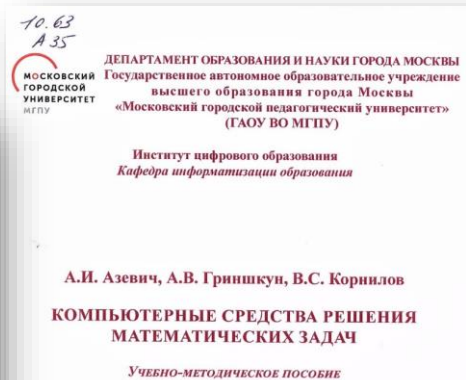 10.63
А35
МОСКОВСКИЙ
ГОРОДСКОЙ
УНИВЕРСИТЕТ
МГПУ
ДЕПАРТАМЕНТ ОБРАЗОВАНИЯ И НАУКИ ГОРОДА МОСКВЫ
Государственное автономное образовательное учреждение
высшего образования города Москвы
«Московский городской педагогический университет»
(ГАОУ ВО МГПУ)
Институт цифрового образования
Кафедра информатизации образования
А.И. Азевич, А.В. Гриншкун, В.С. Корнилов
КОМПЬЮТЕРНЫЕ СРЕДСТВА РЕШЕНИЯ
МАТЕМАТИЧЕСКИХ ЗАДАЧ
УЧЕБНО-МЕТОДИЧЕСКОЕ ПОСОБИЕ